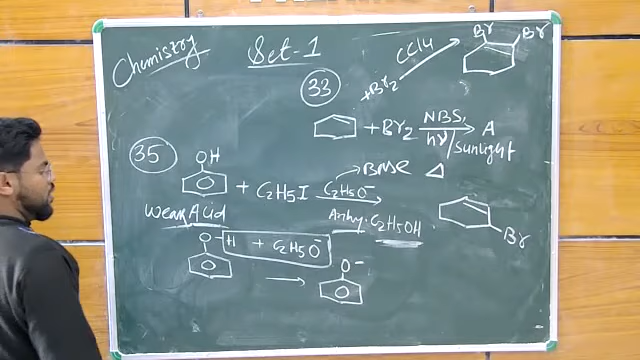 Chemistry
Set-1
33
+Br2 CCl4
Br Br
+ Br2 NBS, hν/sunlight A
35
OH
+ C2H5I C2H5O⁻ → BASE Δ
Anhy. C2H5OH
Weak Acid
Br
O-H + C2H5O⁻
O⁻